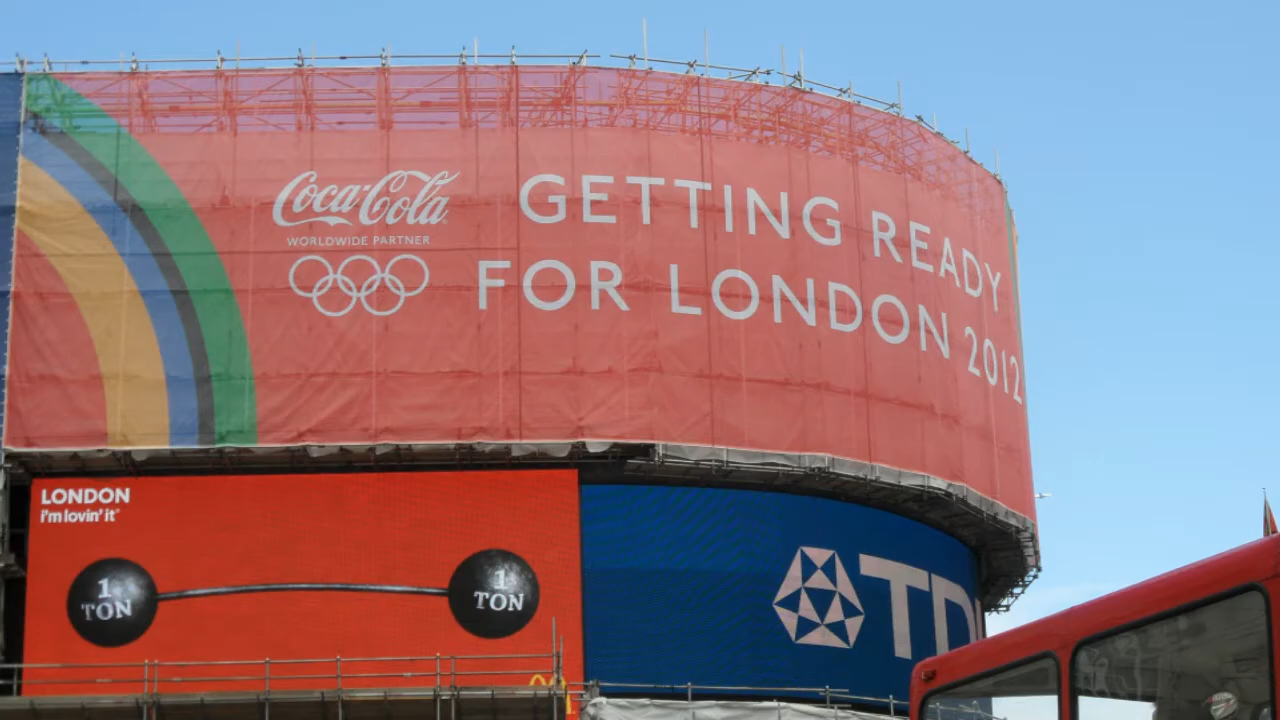 Coca-Cola
WORLDWIDE PARTNER
GETTING READY
FOR LONDON 2012
LONDON
i'm lovin' it
1
TON
1
TON
TD